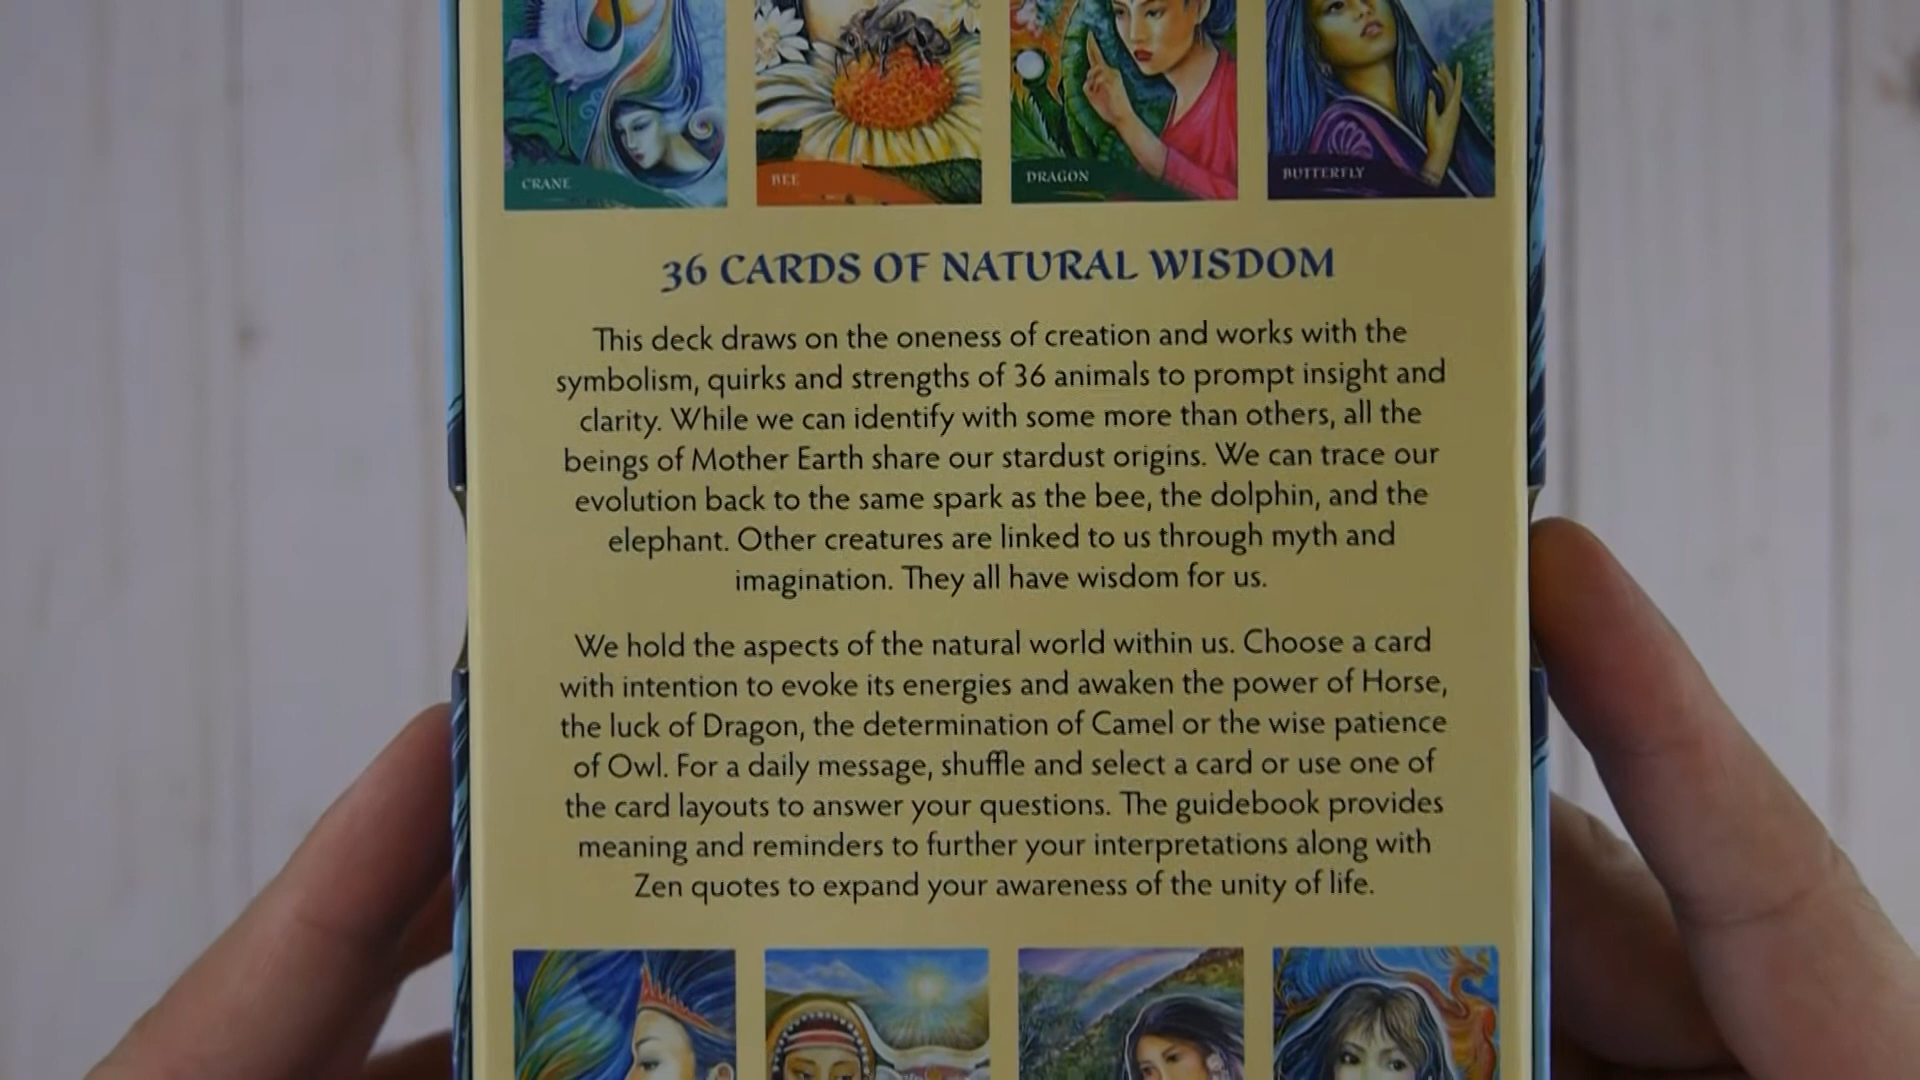 CRANE
BEE
DRAGON
BUTTERFLY
36 CARDS OF NATURAL WISDOM
This deck draws on the oneness of creation and works with the
symbolism, quirks and strengths of 36 animals to prompt insight and
clarity. While we can identify with some more than others, all the
beings of Mother Earth share our stardust origins. We can trace our
evolution back to the same spark as the bee, the dolphin, and the
elephant. Other creatures are linked to us through myth and
imagination. They all have wisdom for us.
We hold the aspects of the natural world within us. Choose a card
with intention to evoke its energies and awaken the power of Horse,
the luck of Dragon, the determination of Camel or the wise patience
of Owl. For a daily message, shuffle and select a card or use one of
the card layouts to answer your questions. The guidebook provides
meaning and reminders to further your interpretations along with
Zen quotes to expand your awareness of the unity of life.